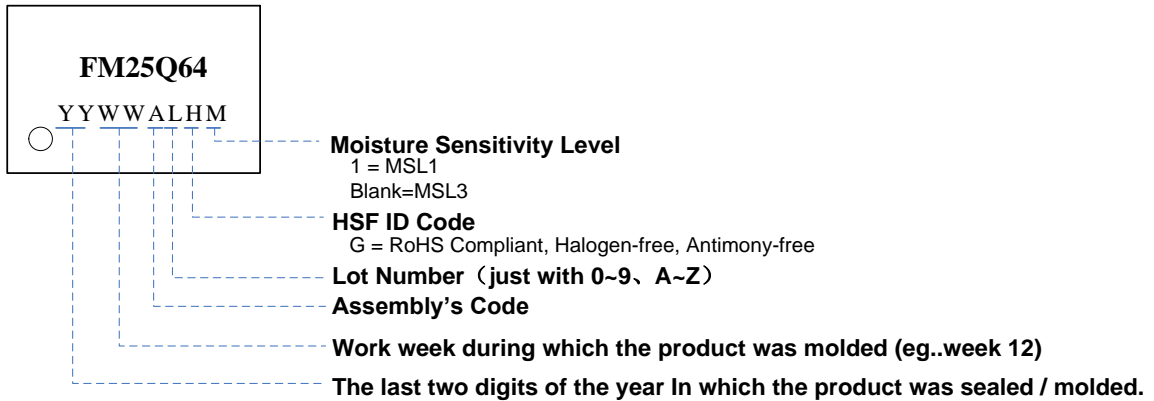 FM25Q64
YYWWALHM
Moisture Sensitivity Level
1 = MSL1
Blank=MSL3
HSF ID Code
G = RoHS Compliant, Halogen-free, Antimony-free
Lot Number（just with 0~9、A~Z）
Assembly’s Code
Work week during which the product was molded (eg..week 12)
The last two digits of the year In which the product was sealed / molded.